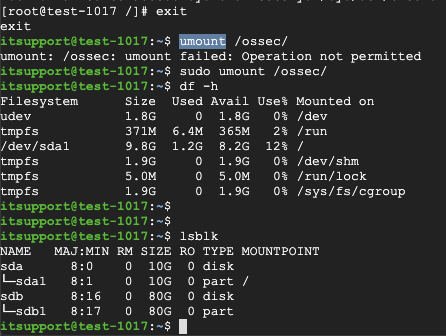 [root@test-1017 /]# exit
exit
itsupport@test-1017:~$ umount /ossec/
umount: /ossec: umount failed: Operation not permitted
itsupport@test-1017:~$ sudo umount /ossec/
itsupport@test-1017:~$ df -h
Filesystem      Size  Used Avail Use% Mounted on
udev            1.8G     0  1.8G   0% /dev
tmpfs           371M  6.4M  365M   2% /run
/dev/sda1       9.8G  1.2G  8.2G  12% /
tmpfs           1.9G     0  1.9G   0% /dev/shm
tmpfs           5.0M     0  5.0M   0% /run/lock
tmpfs           1.9G     0  1.9G   0% /sys/fs/cgroup
itsupport@test-1017:~$
itsupport@test-1017:~$
itsupport@test-1017:~$ lsblk
NAME   MAJ:MIN RM SIZE RO TYPE MOUNTPOINT
sda      8:0    0  10G  0 disk
└─sda1   8:1    0  10G  0 part /
sdb      8:16   0  80G  0 disk
└─sdb1   8:17   0  80G  0 part
itsupport@test-1017:~$